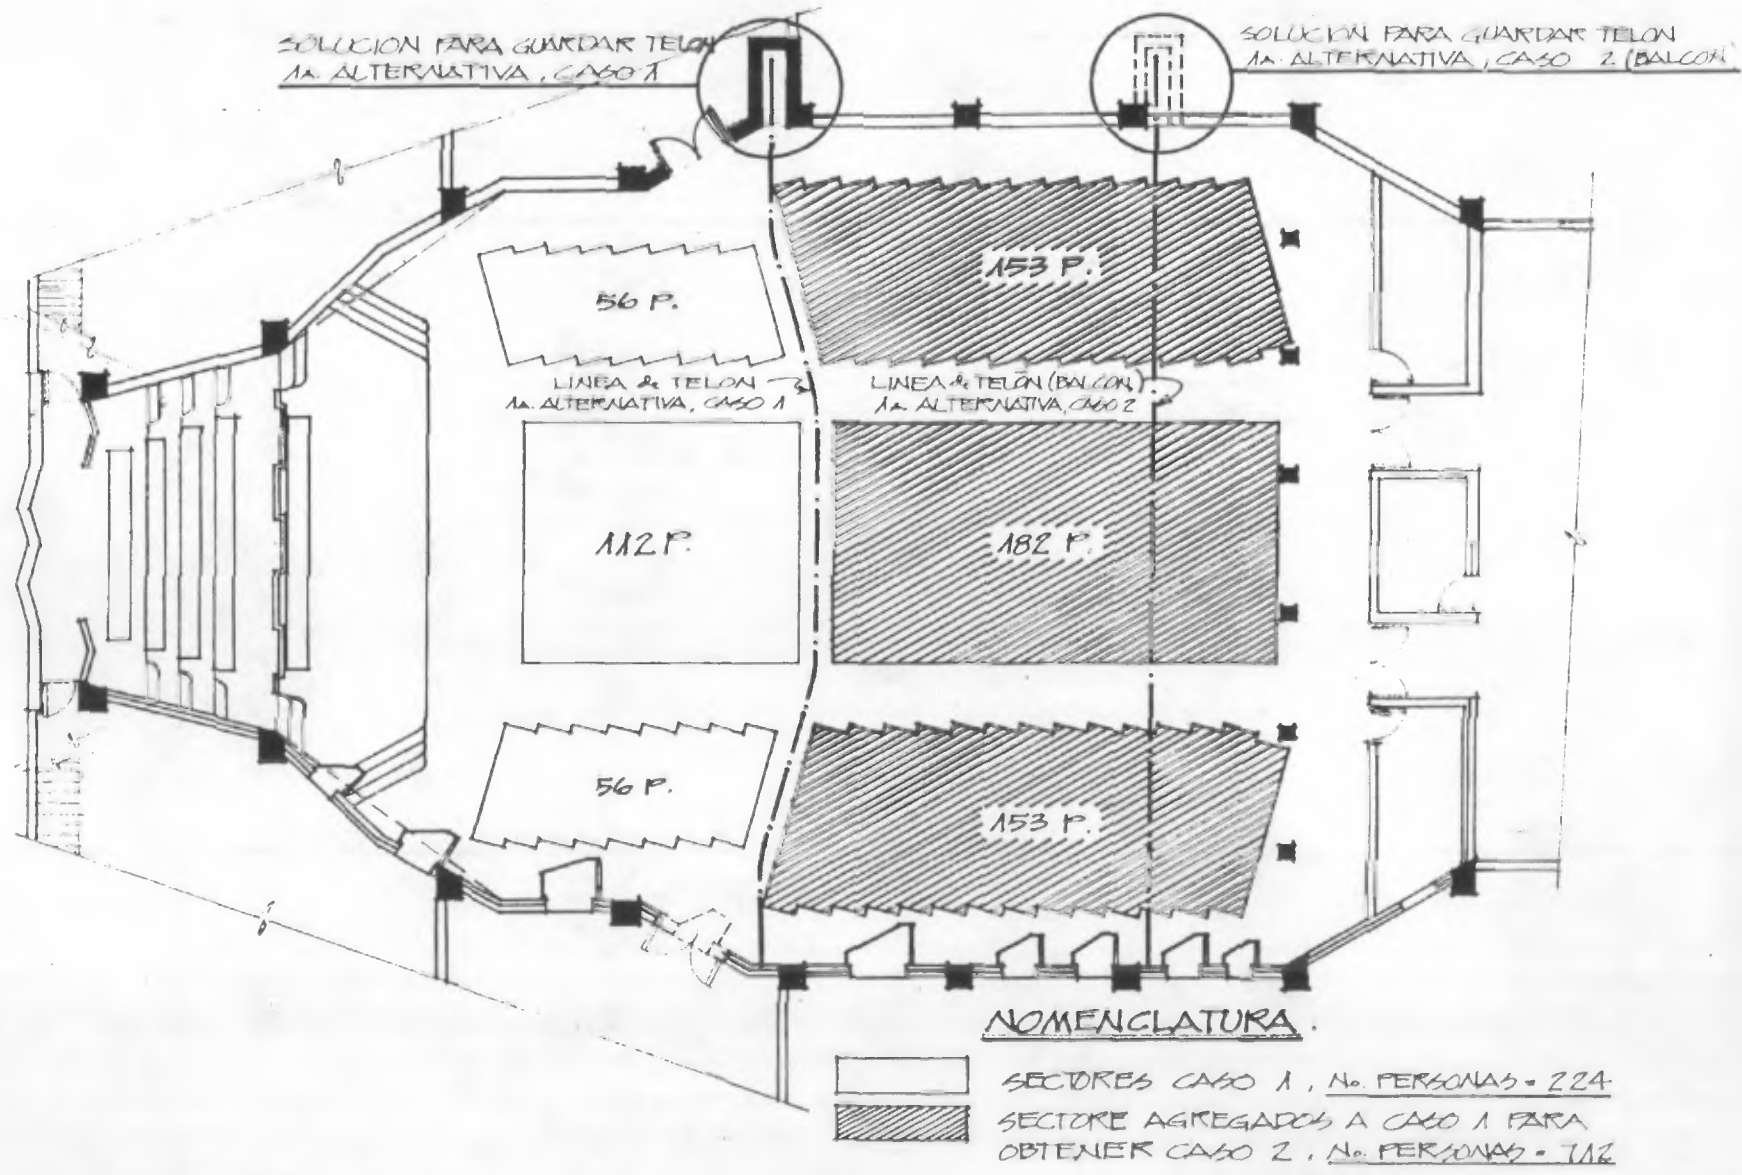 SOLUCION PARA GUARDAR TELON
1a. ALTERNATIVA, CASO 1
SOLUCION PARA GUARDAR TELON
1a. ALTERNATIVA, CASO 2 (BALCON)
153 P.
56 P.
LINEA de TELON
1a. ALTERNATIVA, CASO 1
LINEA de TELON (BALCON)
1a. ALTERNATIVA, CASO 2
112 P.
182 P.
56 P.
153 P.
NOMENCLATURA.
SECTORES CASO 1, No. PERSONAS = 224
SECTORE AGREGADOS A CASO 1 PARA
OBTENER CASO 2. No. PERSONAS = 712